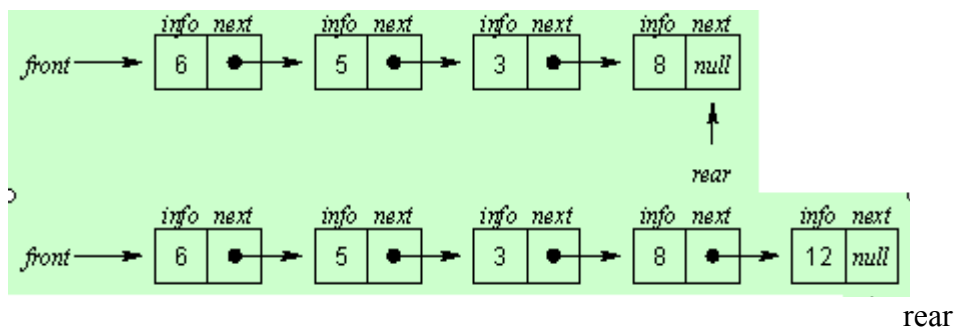 info next info next info next info next
front 6 5 3 8 null
rear
info next info next info next info next info next
front 6 5 3 8 12 null
rear